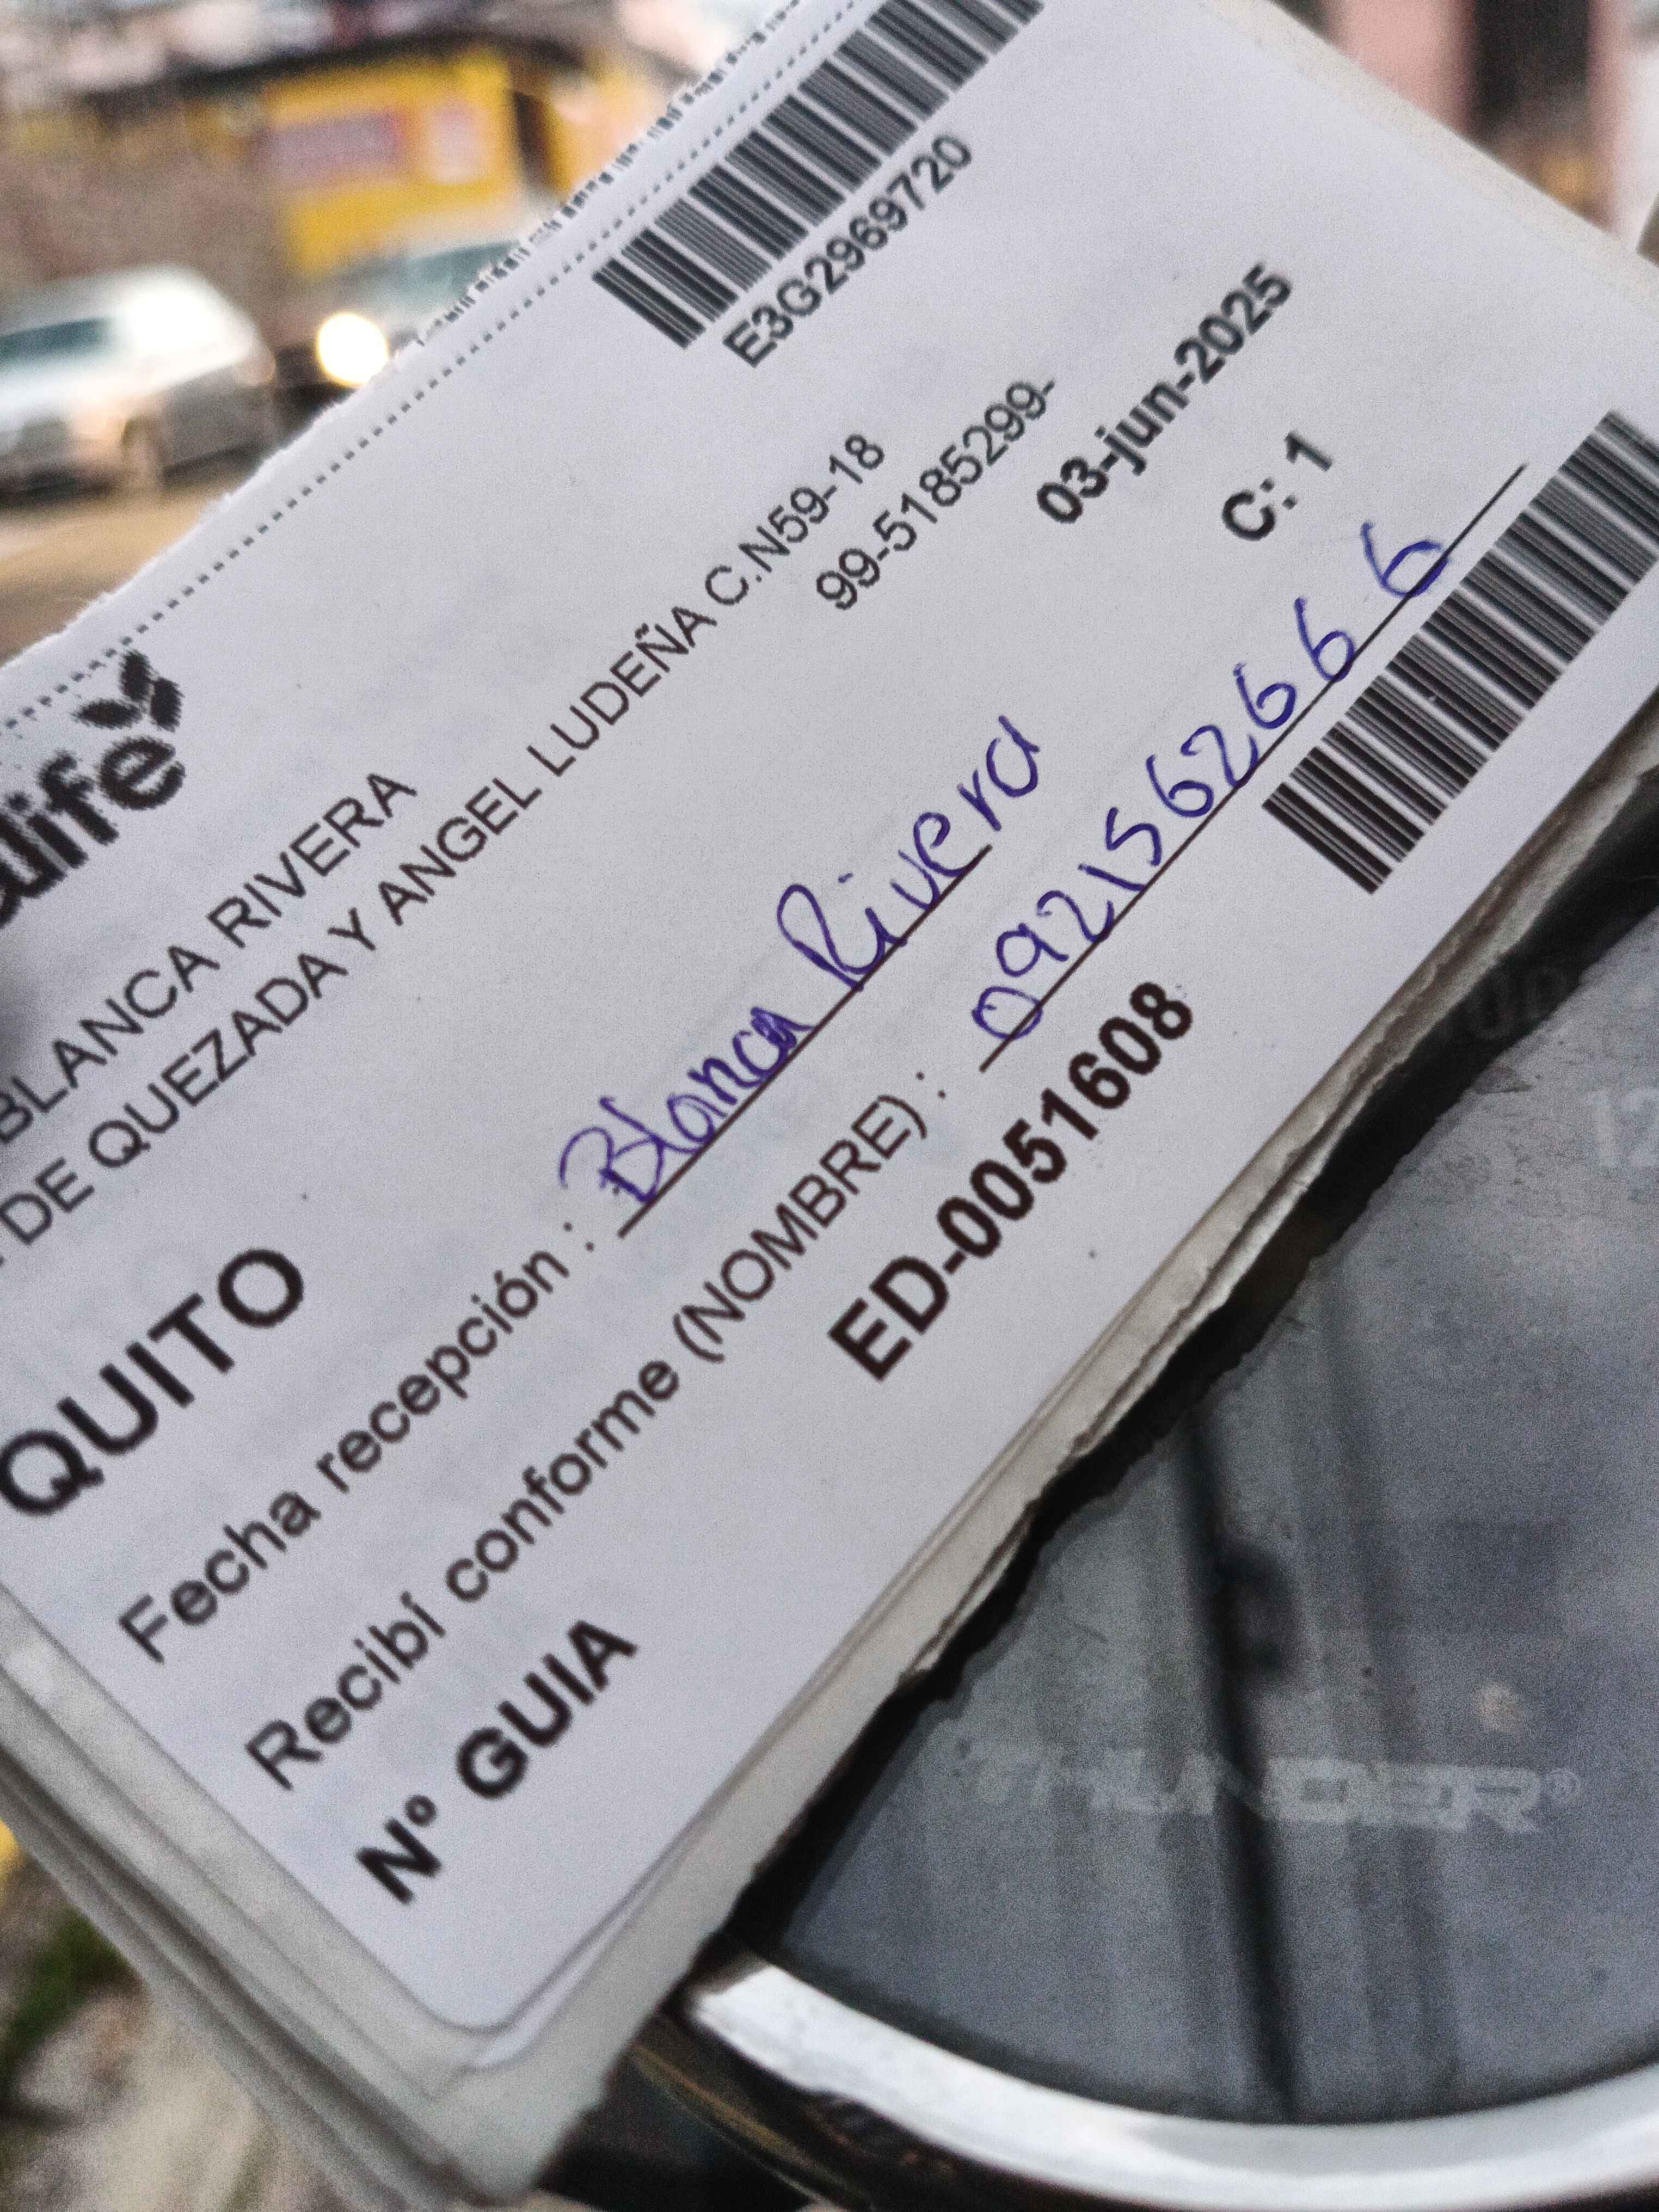 E3G2969720
BLANCA RIVERA
DE QUEZADA Y ANGEL LUDEÑA C.N59-18
99-5185299-
QUITO
03-jun-2025
C: 1
Fecha recepción : Blanca Rivera
Recibí conforme (NOMBRE) : 0921562666
Nº GUIA
ED-0051608
THUNDER®